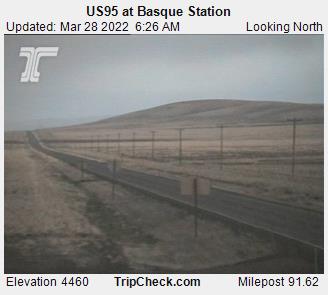 US95 at Basque Station
Updated: Mar 28 2022 6:26 AM Looking North
Elevation 4460 TripCheck.com Milepost 91.62